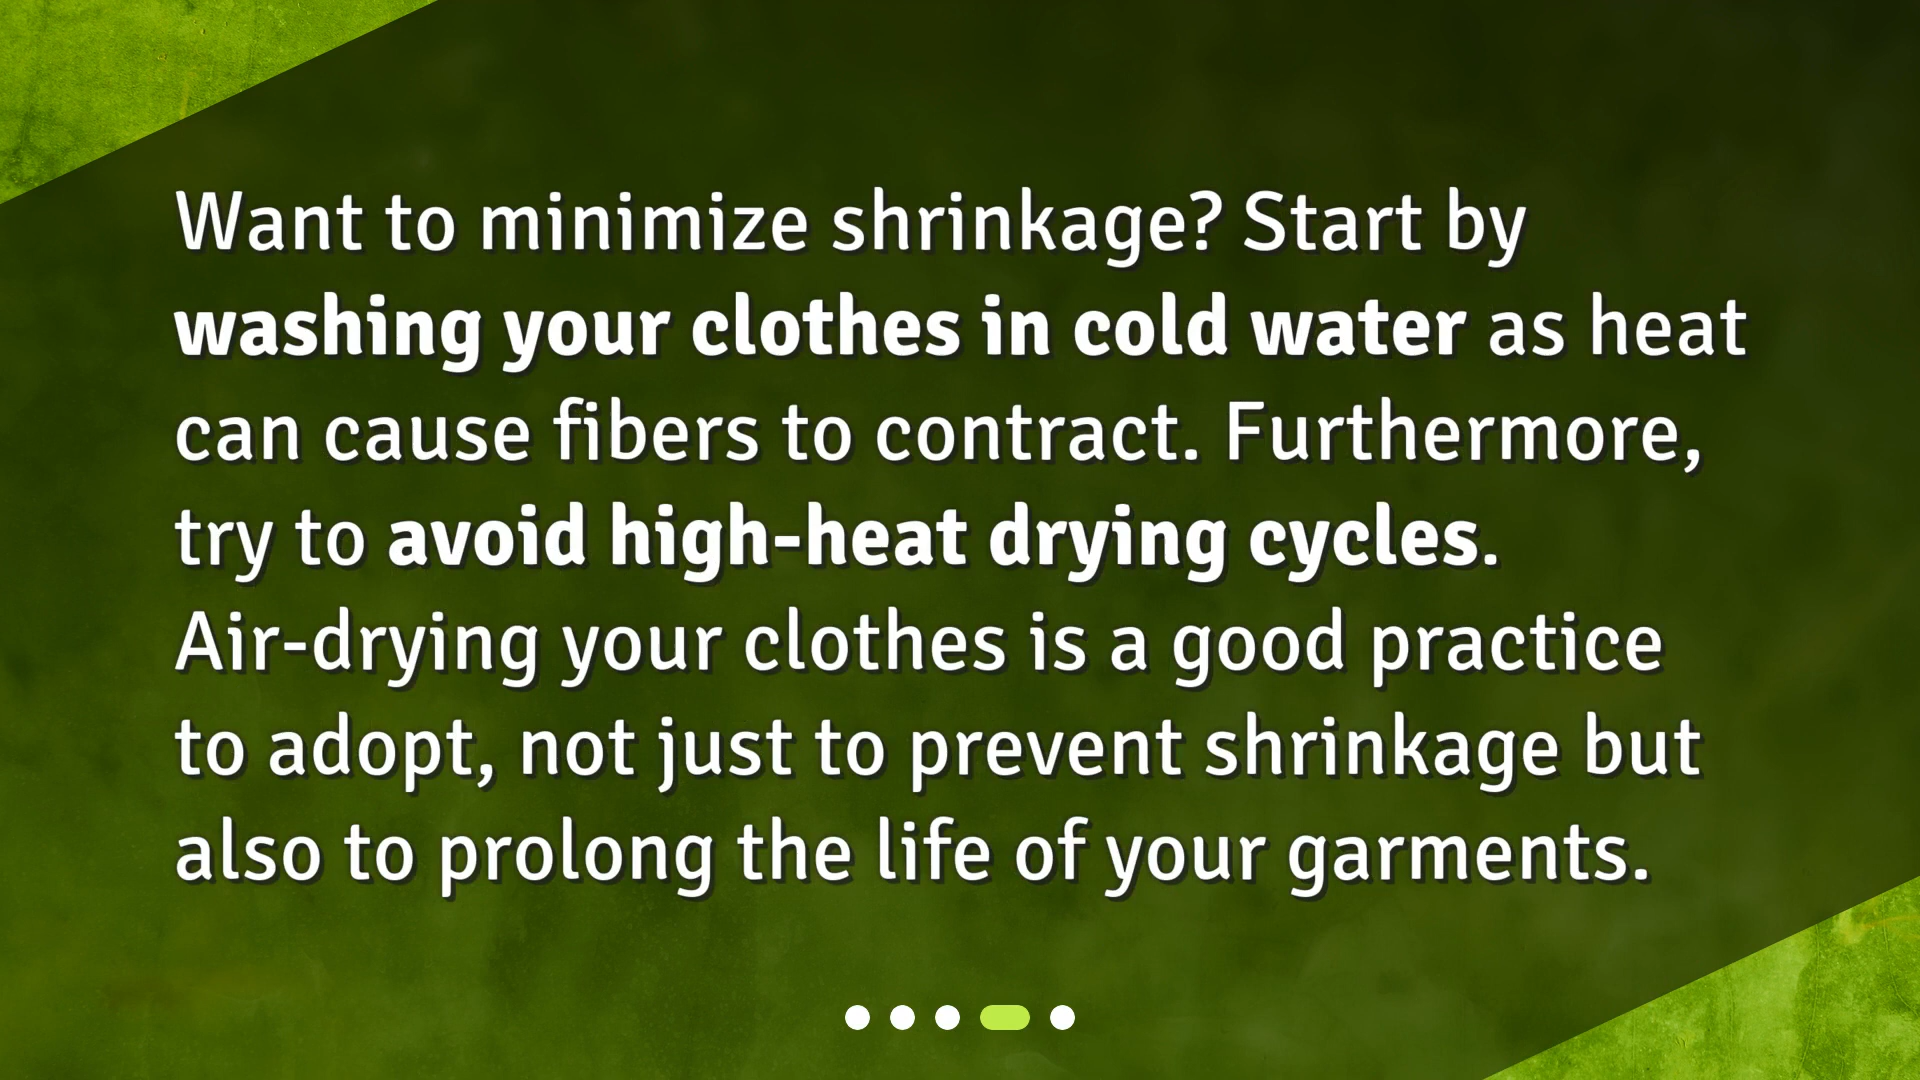 Want to minimize shrinkage? Start by
washing your clothes in cold water as heat
can cause fibers to contract. Furthermore,
try to avoid high-heat drying cycles.
Air-drying your clothes is a good practice
to adopt, not just to prevent shrinkage but
also to prolong the life of your garments.